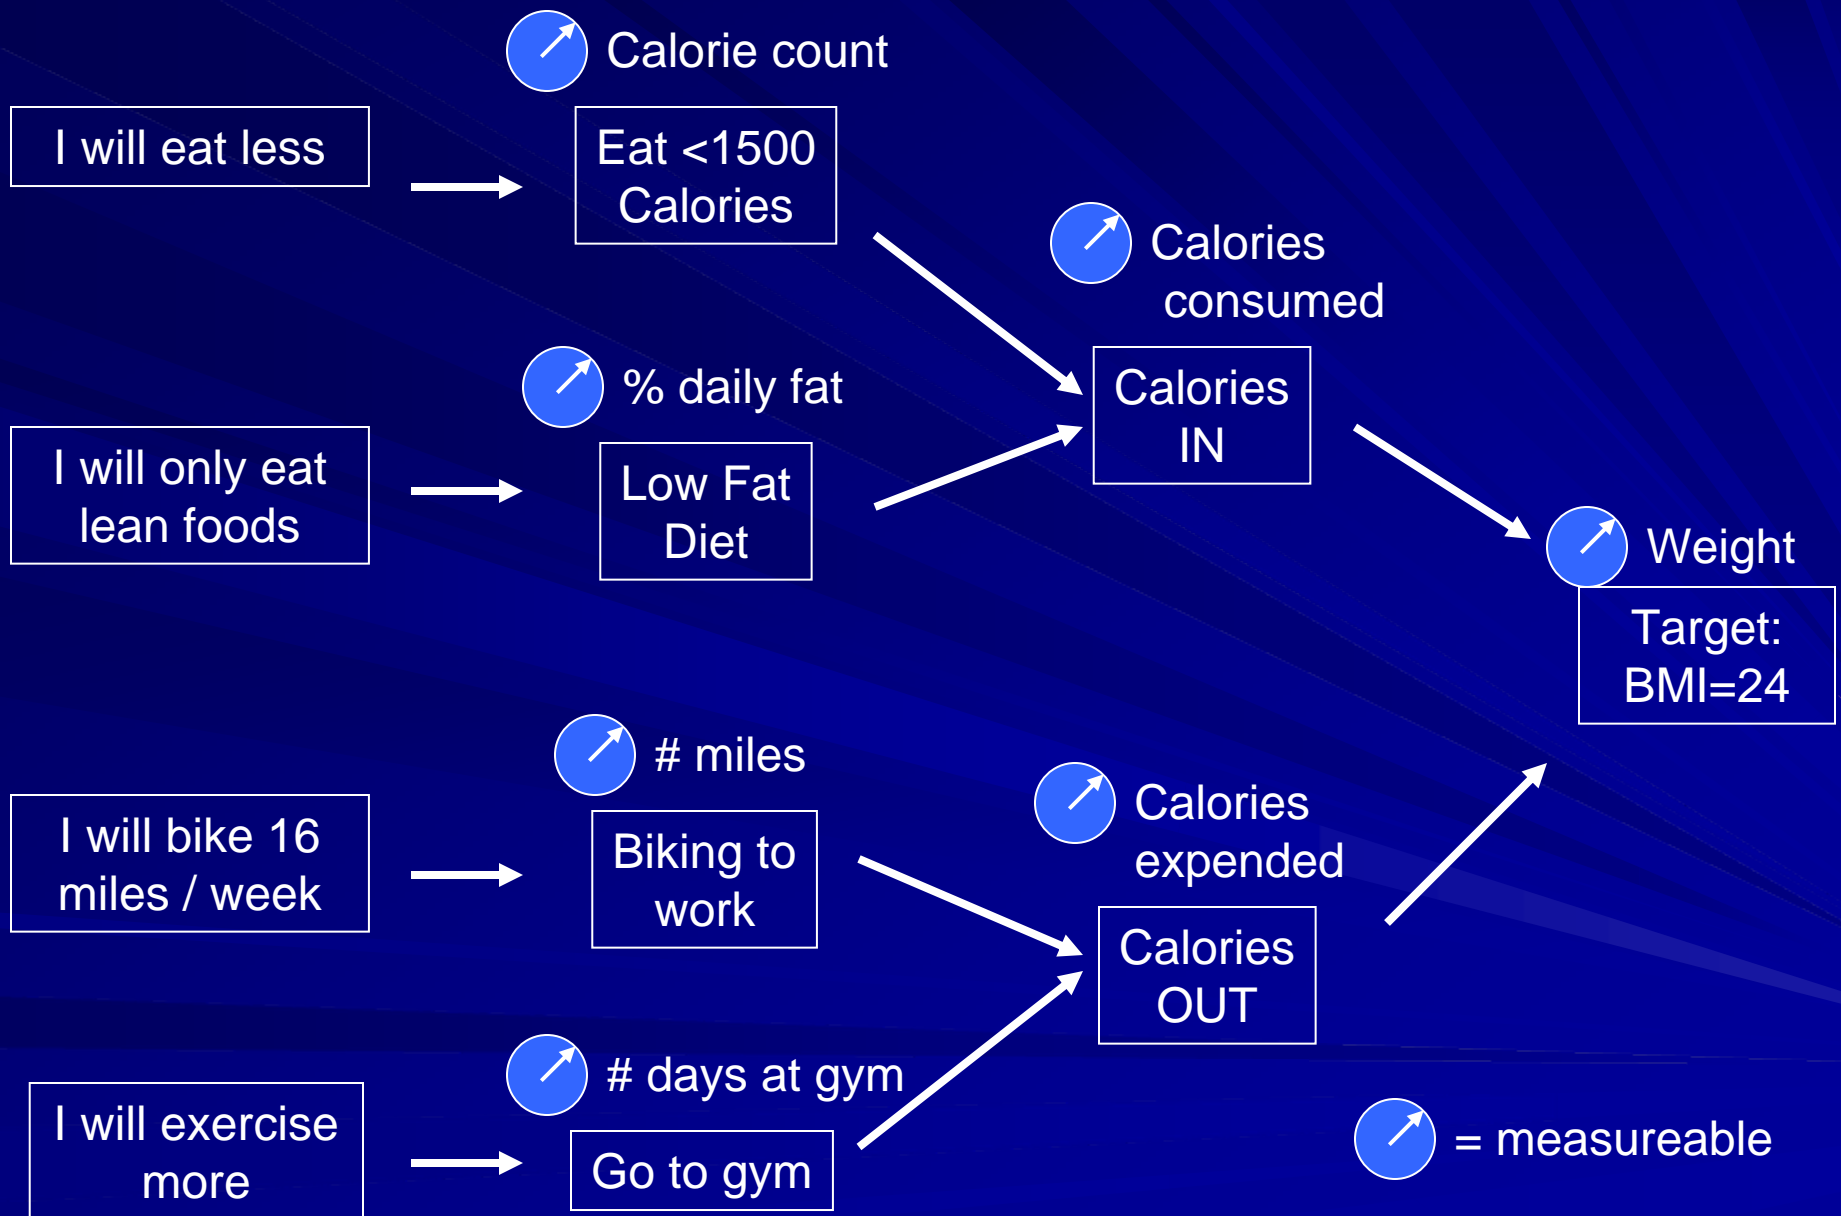 Calorie count
I will eat less
Eat <1500
Calories
Calories
consumed
% daily fat
Calories
IN
I will only eat
lean foods
Low Fat
Diet
Weight
Target:
BMI=24
# miles
I will bike 16
miles / week
Biking to
work
Calories
expended
Calories
OUT
# days at gym
I will exercise
more
Go to gym
= measureable